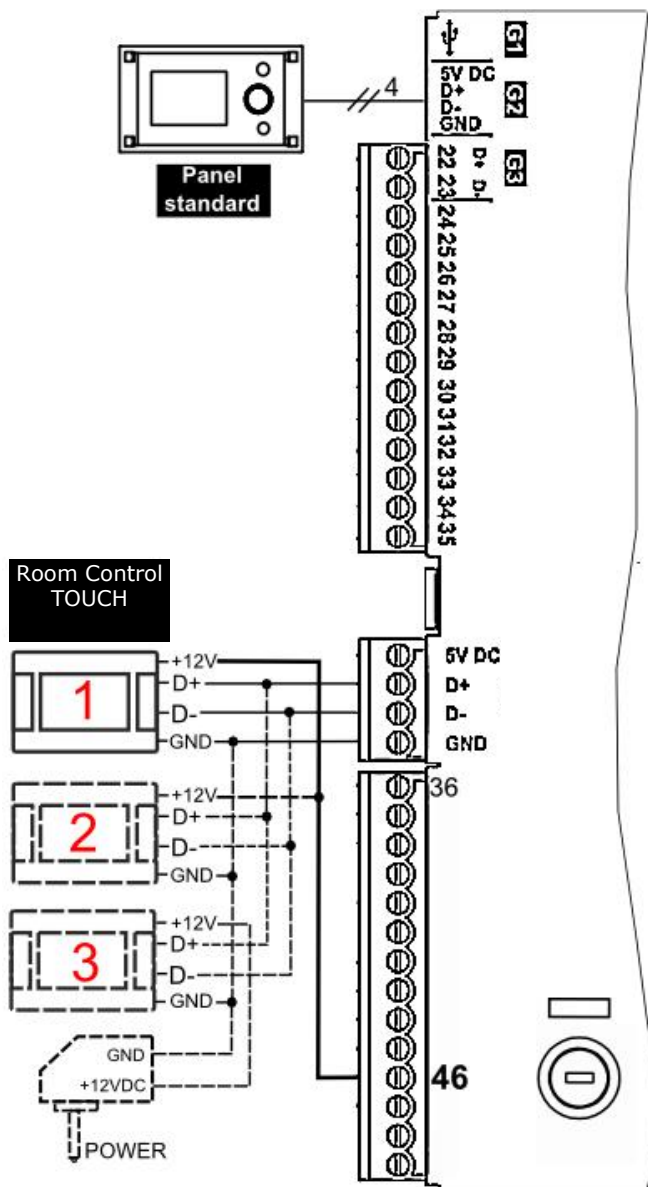 G1
5V DC
D+
D-
GND
G2
4
Panel
standard
22 D+
23 D-
G3
24
25
26
27
28
29
30
31
32
33
34
35
Room Control
TOUCH
1
+12V
D+
D-
GND
5V DC
D+
D-
GND
2
+12V
D+
D-
GND
36
3
+12V
D+
D-
GND
GND
+12VDC
46
POWER